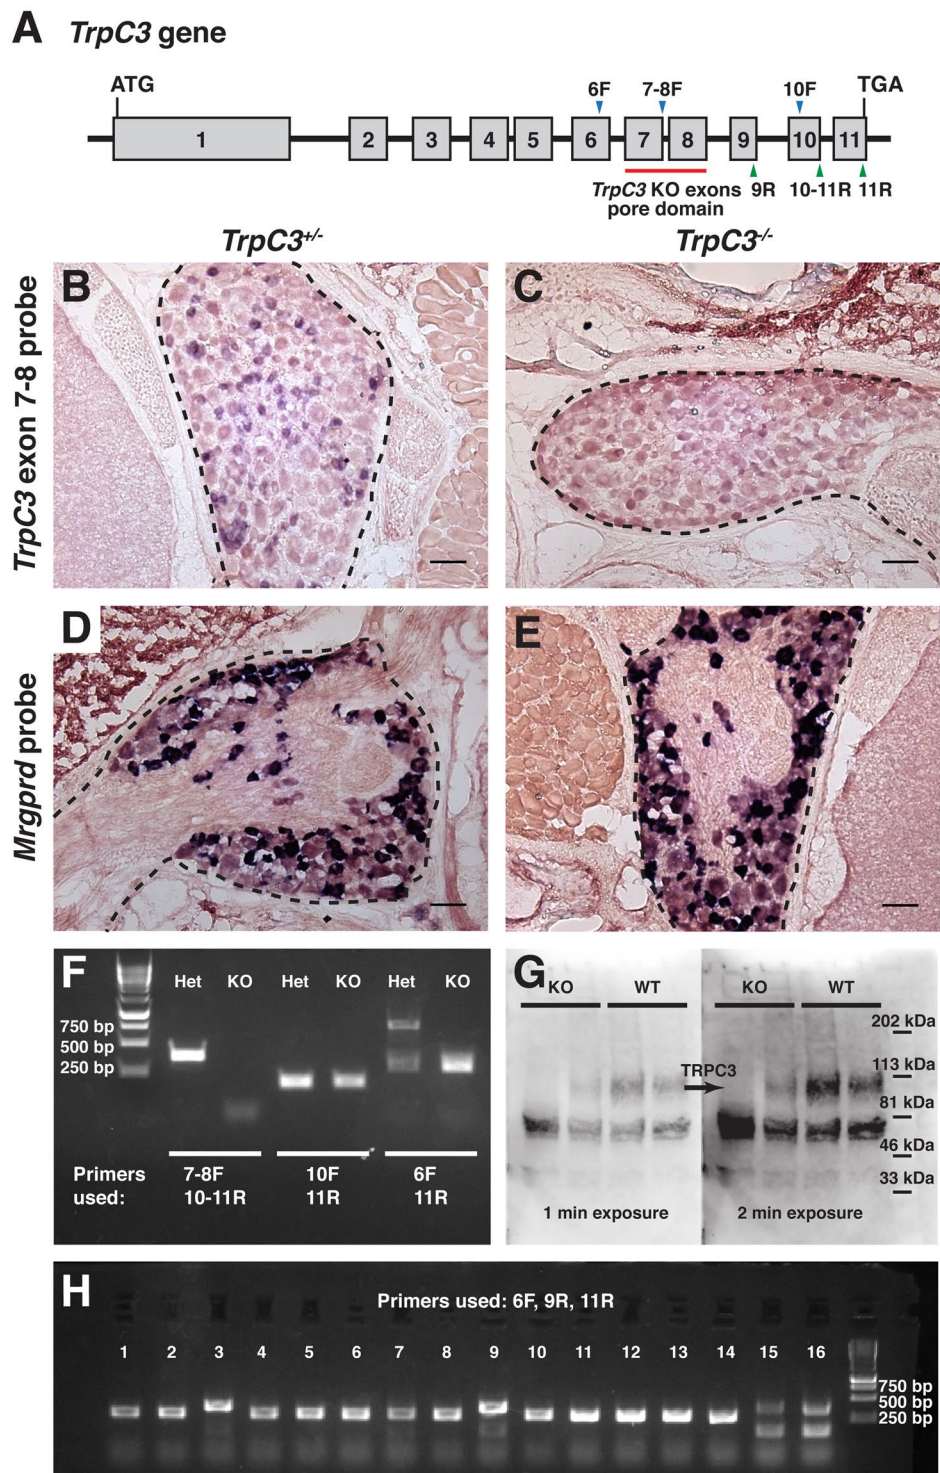 A TrpC3 gene
ATG 6F 7-8F 10F TGA
1 2 3 4 5 6 7 8 9 10 11
TrpC3 KO exons 9R 10-11R 11R
pore domain
TrpC3+/- TrpC3-/-
TrpC3 exon 7-8 probe
B C
Mrgprd probe
D E
F
Het KO Het KO Het KO
750 bp
500 bp
250 bp
Primers 7-8F 10F 6F
used: 10-11R 11R 11R
G
KO WT KO WT
202 kDa
113 kDa
TRPC3
81 kDa
46 kDa
33 kDa
1 min exposure 2 min exposure
H
Primers used: 6F, 9R, 11R
1 2 3 4 5 6 7 8 9 10 11 12 13 14 15 16
750 bp
500 bp
250 bp